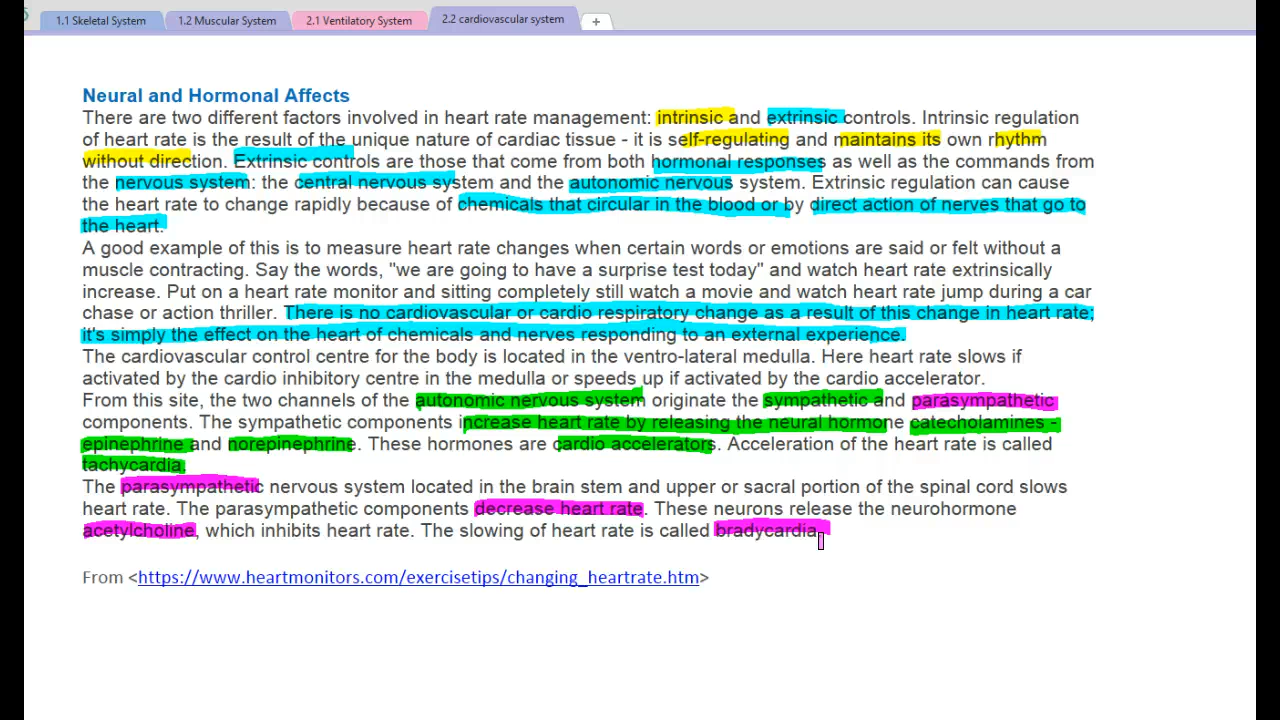 1.1 Skeletal System
1.2 Muscular System
2.1 Ventilatory System
2.2 cardiovascular system
+
Neural and Hormonal Affects
There are two different factors involved in heart rate management: intrinsic and extrinsic controls. Intrinsic regulation
of heart rate is the result of the unique nature of cardiac tissue - it is self-regulating and maintains its own rhythm
without direction. Extrinsic controls are those that come from both hormonal responses as well as the commands from
the nervous system: the central nervous system and the autonomic nervous system. Extrinsic regulation can cause
the heart rate to change rapidly because of chemicals that circular in the blood or by direct action of nerves that go to
the heart.
A good example of this is to measure heart rate changes when certain words or emotions are said or felt without a
muscle contracting. Say the words, "we are going to have a surprise test today" and watch heart rate extrinsically
increase. Put on a heart rate monitor and sitting completely still watch a movie and watch heart rate jump during a car
chase or action thriller. There is no cardiovascular or cardio respiratory change as a result of this change in heart rate;
it's simply the effect on the heart of chemicals and nerves responding to an external experience.
The cardiovascular control centre for the body is located in the ventro-lateral medulla. Here heart rate slows if
activated by the cardio inhibitory centre in the medulla or speeds up if activated by the cardio accelerator.
From this site, the two channels of the autonomic nervous system originate the sympathetic and parasympathetic
components. The sympathetic components increase heart rate by releasing the neural hormone catecholamines -
epinephrine and norepinephrine. These hormones are cardio accelerators. Acceleration of the heart rate is called
tachycardia.
The parasympathetic nervous system located in the brain stem and upper or sacral portion of the spinal cord slows
heart rate. The parasympathetic components decrease heart rate. These neurons release the neurohormone
acetylcholine, which inhibits heart rate. The slowing of heart rate is called bradycardia.
From <https://www.heartmonitors.com/exercisetips/changing_heartrate.htm>